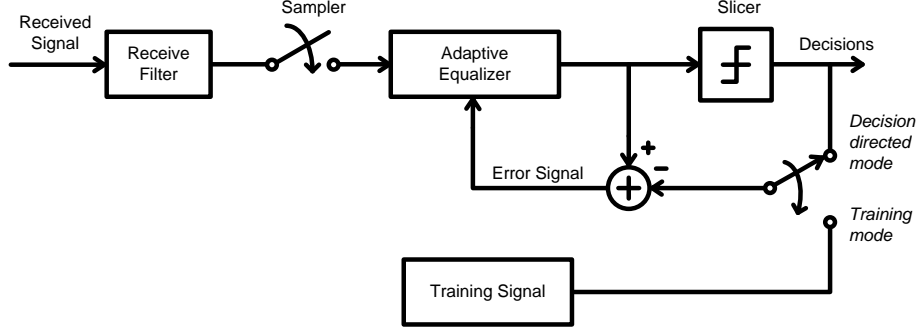 Received
Signal
Receive
Filter
Sampler
Adaptive
Equalizer
Slicer
Decisions
Decision
directed
mode
+
−
Error Signal
+
Training
mode
Training Signal